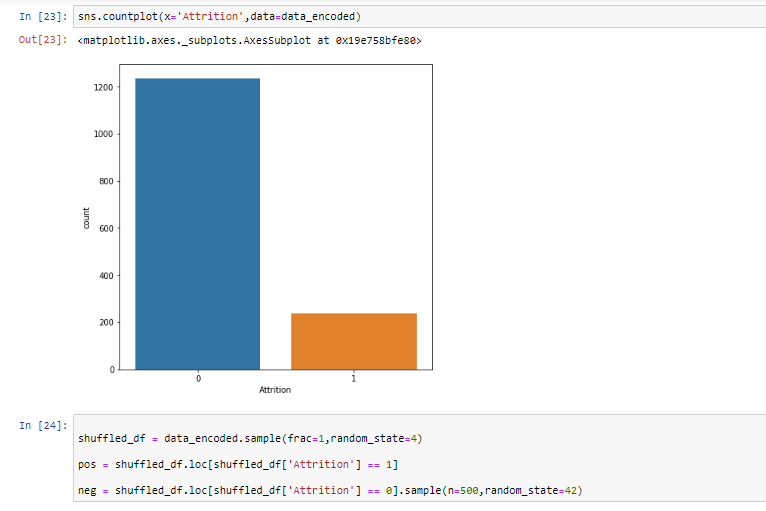 In [23]: sns.countplot(x='Attrition',data=data_encoded)
Out[23]: <matplotlib.axes._subplots.AxesSubplot at 0x19e758bfe80>
1200
1000
800
600
400
200
0
count
0 1
Attrition
In [24]:
shuffled_df = data_encoded.sample(frac=1,random_state=4)
pos = shuffled_df.loc[shuffled_df['Attrition'] == 1]
neg = shuffled_df.loc[shuffled_df['Attrition'] == 0].sample(n=500,random_state=42)